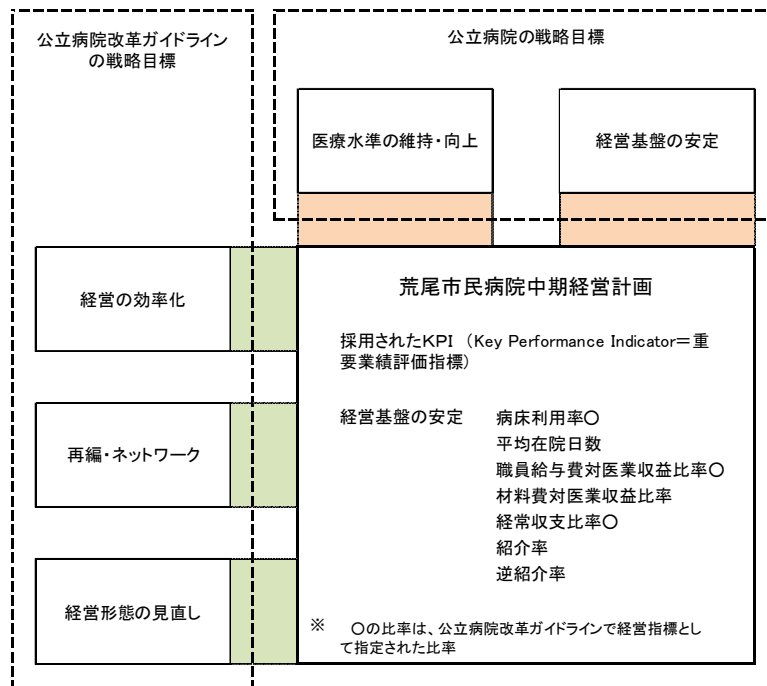 公立病院改革ガイドライン
の戦略目標
公立病院の戦略目標
医療水準の維持・向上
経営基盤の安定
経営の効率化
再編・ネットワーク
経営形態の見直し
荒尾市民病院中期経営計画
採用されたKPI （Key Performance Indicator＝重
要業績評価指標）
経営基盤の安定　病床利用率〇
平均在院日数
職員給与費対医業収益比率〇
材料費対医業収益比率
経常収支比率〇
紹介率
逆紹介率
※　〇の比率は、公立病院改革ガイドラインで経営指標とし
て指定された比率